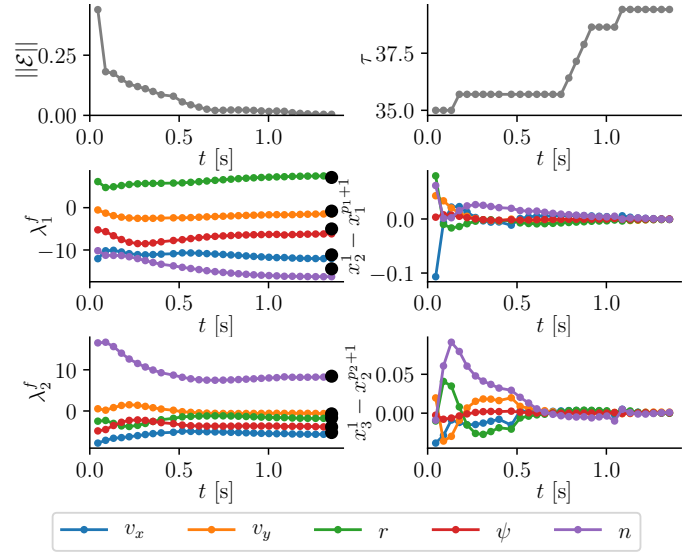 ||ℰ||
0.25
0.00
0.0 0.5 1.0
t [s]
τ
37.5
35.0
0.0 0.5 1.0
t [s]
λ₁ᶠ
0
−10
0.0 0.5 1.0
t [s]
x₂¹ − x₁^{p₁+1}
0.0
−0.1
0.0 0.5 1.0
t [s]
λ₂ᶠ
10
0
0.0 0.5 1.0
t [s]
x₃¹ − x₂^{p₂+1}
0.05
0.00
0.0 0.5 1.0
t [s]
vₓ v_y r ψ n